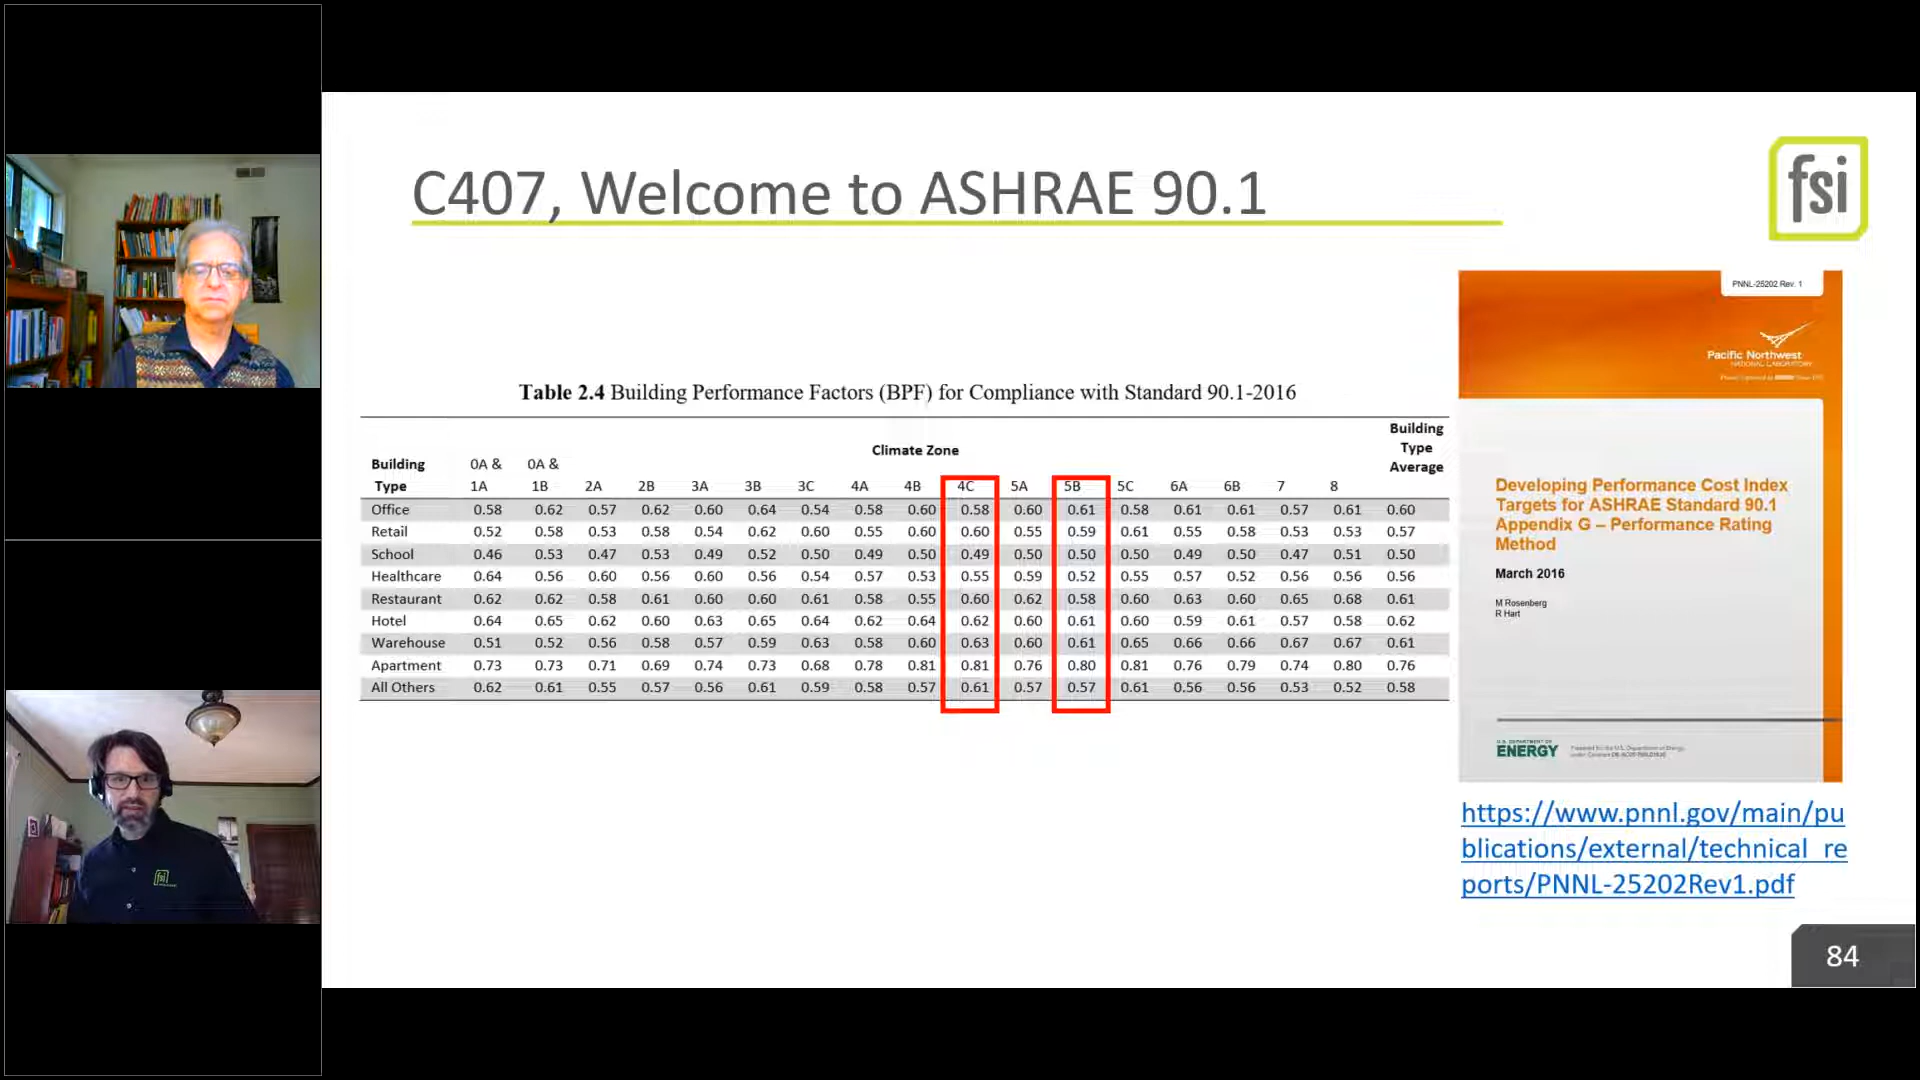 C407, Welcome to ASHRAE 90.1
fsi
Table 2.4 Building Performance Factors (BPF) for Compliance with Standard 90.1-2016
Building Type Climate Zone Building Type Average
0A & 1A 0A & 1B 2A 2B 3A 3B 3C 4A 4B 4C 5A 5B 5C 6A 6B 7 8
Office 0.58 0.62 0.57 0.62 0.60 0.64 0.54 0.58 0.60 0.58 0.60 0.61 0.58 0.61 0.61 0.57 0.61 0.60
Retail 0.52 0.58 0.53 0.58 0.54 0.62 0.60 0.55 0.60 0.60 0.55 0.59 0.61 0.55 0.58 0.53 0.53 0.57
School 0.46 0.53 0.47 0.53 0.49 0.52 0.50 0.49 0.50 0.49 0.50 0.50 0.50 0.49 0.50 0.47 0.51 0.50
Healthcare 0.64 0.56 0.60 0.56 0.60 0.56 0.54 0.57 0.53 0.55 0.59 0.52 0.55 0.57 0.52 0.56 0.56 0.56
Restaurant 0.62 0.62 0.58 0.61 0.60 0.60 0.61 0.58 0.55 0.60 0.62 0.58 0.60 0.63 0.60 0.65 0.68 0.61
Hotel 0.64 0.65 0.62 0.60 0.63 0.65 0.64 0.62 0.64 0.62 0.60 0.61 0.60 0.59 0.61 0.57 0.58 0.62
Warehouse 0.51 0.52 0.56 0.58 0.57 0.59 0.63 0.58 0.60 0.63 0.60 0.61 0.65 0.66 0.66 0.67 0.67 0.61
Apartment 0.73 0.73 0.71 0.69 0.74 0.73 0.68 0.78 0.81 0.81 0.76 0.80 0.81 0.76 0.79 0.74 0.80 0.76
All Others 0.62 0.61 0.55 0.57 0.56 0.61 0.59 0.58 0.57 0.61 0.57 0.57 0.61 0.56 0.56 0.53 0.52 0.58
PNNL-25202 Rev. 1
Pacific Northwest
NATIONAL LABORATORY
Developing Performance Cost Index
Targets for ASHRAE Standard 90.1
Appendix G – Performance Rating
Method
March 2016
M Rosenberg
R Hart
U.S. DEPARTMENT OF
ENERGY
Prepared for the U.S. Department of Energy
https://www.pnnl.gov/main/pu
blications/external/technical_re
ports/PNNL-25202Rev1.pdf
84
fsi